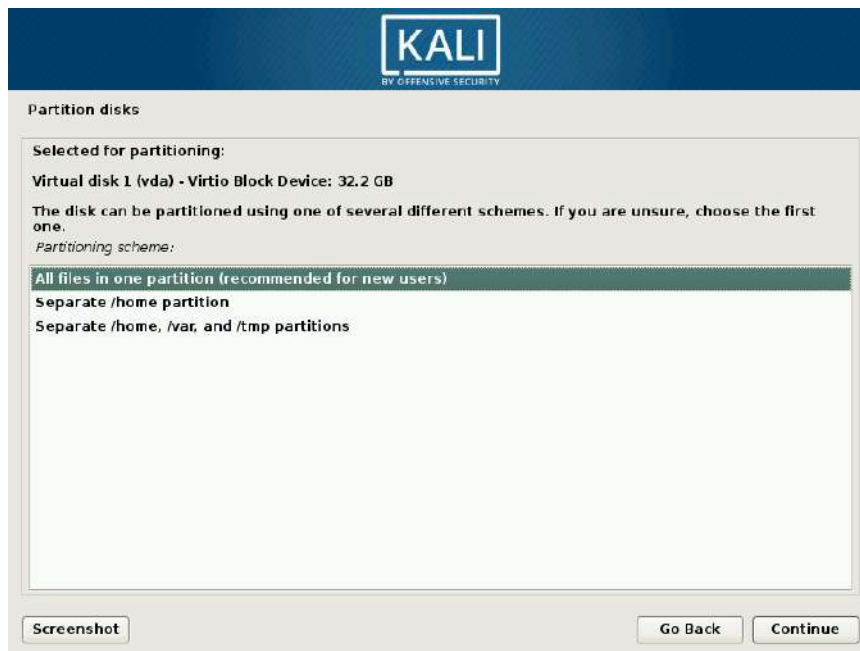 KALI
BY OFFENSIVE SECURITY
Partition disks
Selected for partitioning:
Virtual disk 1 (vda) - Virtio Block Device: 32.2 GB
The disk can be partitioned using one of several different schemes. If you are unsure, choose the first
one.
Partitioning scheme:
All files in one partition (recommended for new users)
Separate /home partition
Separate /home, /var, and /tmp partitions
Screenshot
Go Back
Continue